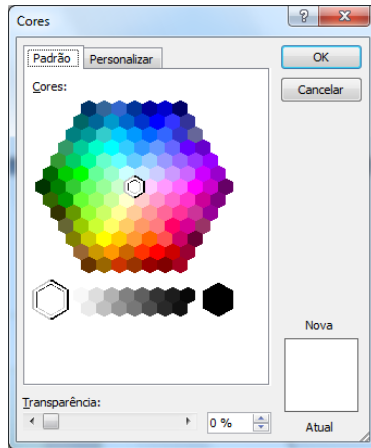 Cores
Padrão
Personalizar
OK
Cancelar
Cores:
Nova
Transparência:
0 %
Atual